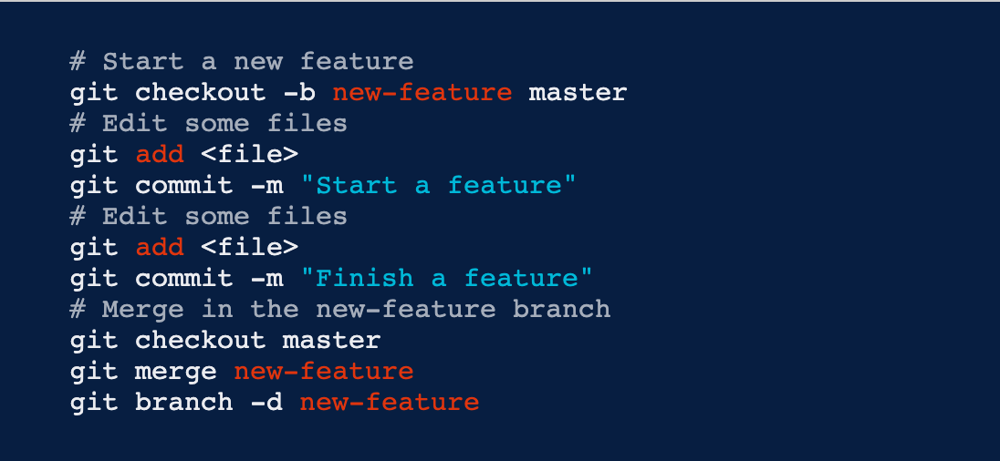 # Start a new feature
git checkout -b new-feature master
# Edit some files
git add <file>
git commit -m "Start a feature"
# Edit some files
git add <file>
git commit -m "Finish a feature"
# Merge in the new-feature branch
git checkout master
git merge new-feature
git branch -d new-feature